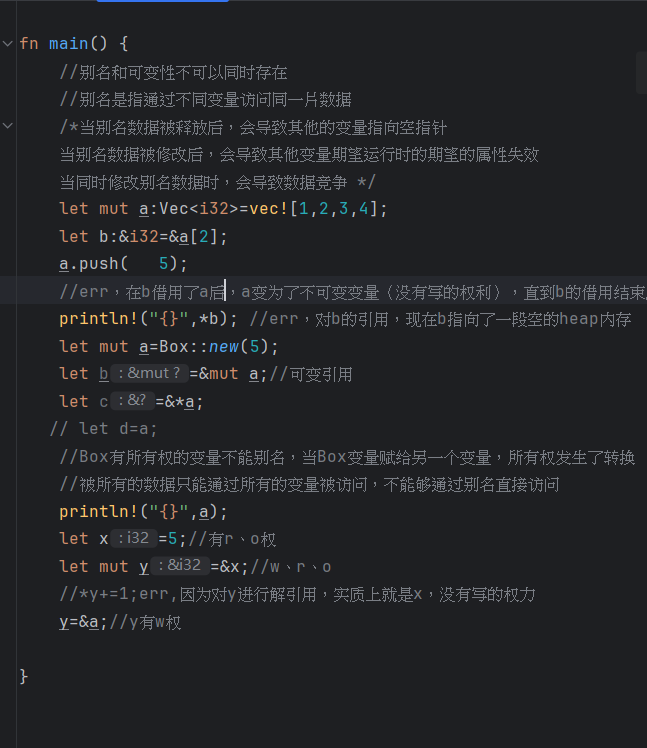 fn main() {
//别名和可变性不可以同时存在
//别名是指通过不同变量访问同一片数据
/*当别名数据被释放后，会导致其他的变量指向空指针
当别名数据被修改后，会导致其他变量期望运行时的期望的属性失效
当同时修改别名数据时，会导致数据竞争 */
let mut a:Vec<i32>=vec![1,2,3,4];
let b:&i32=&a[2];
a.push(   5);
//err，在b借用了a后，a变为了不可变变量（没有写的权利），直到b的借用结束
println!("{}",*b); //err，对b的引用，现在b指向了一段空的heap内存
let mut a=Box::new(5);
let b : &mut ? =&mut a;//可变引用
let c : &? =&*a;
// let d=a;
//Box有所有权的变量不能别名，当Box变量赋给另一个变量，所有权发生了转换
//被所有的数据只能通过所有的变量被访问，不能够通过别名直接访问
println!("{}",a);
let x : i32 =5;//有r、o权
let mut y : &i32 =&x;//w、r、o
//*y+=1;err,因为对y进行解引用，实质上就是x，没有写的权力
y=&a;//y有w权
}